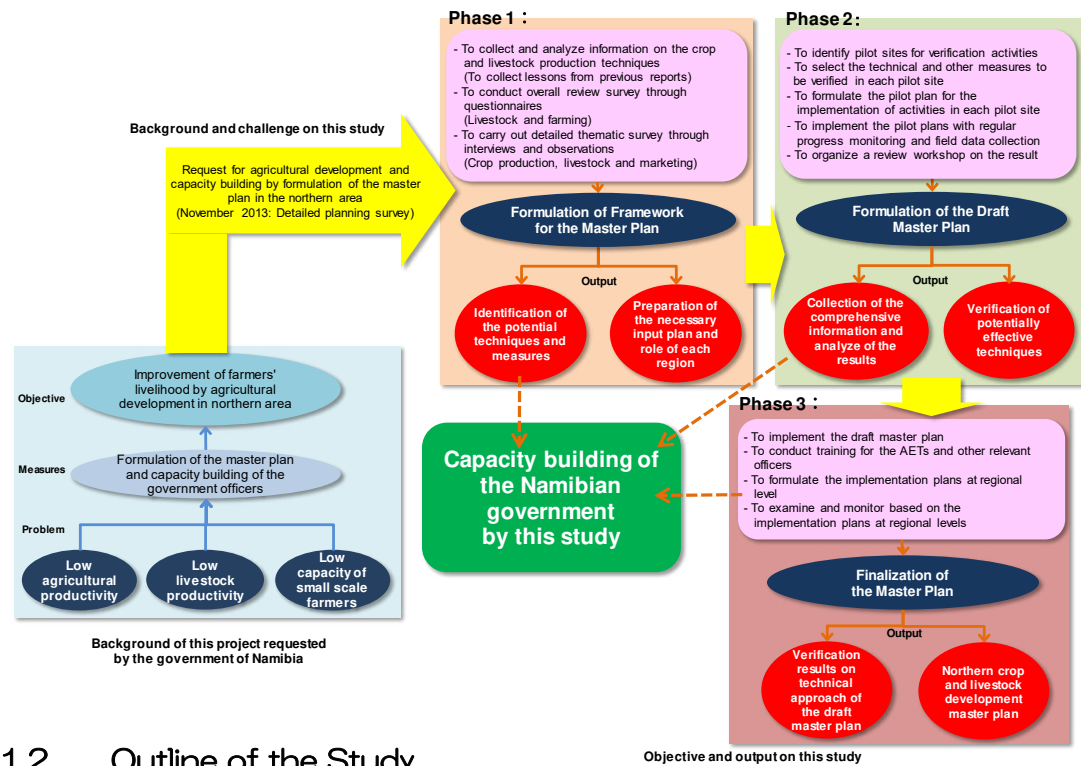 Phase 1：
- To collect and analyze information on the crop
and livestock production techniques
(To collect lessons from previous reports)
- To conduct overall review survey through
questionnaires
(Livestock and farming)
- To carry out detailed thematic survey through
interviews and observations
(Crop production, livestock and marketing)
Formulation of Framework
for the Master Plan
Output
Identification of
the potential
techniques and
measures
Preparation of
the necessary
input plan and
role of each
region
Phase 2：
- To identify pilot sites for verification activities
- To select the technical and other measures to
be verified in each pilot site
- To formulate the pilot plan for the
implementation of activities in each pilot site
- To implement the pilot plans with regular
progress monitoring and field data collection
- To organize a review workshop on the result
Formulation of the Draft
Master Plan
Output
Collection of the
comprehensive
information and
analyze of the
results
Verification of
potentially
effective
techniques
Background and challenge on this study
Request for agricultural development and
capacity building by formulation of the master
plan in the northern area
(November 2013: Detailed planning survey)
Objective
Improvement of farmers'
livelihood by agricultural
development in northern area
Measures
Formulation of the master plan
and capacity building of the
government officers
Problem
Low
agricultural
productivity
Low
livestock
productivity
Low
capacity of
small scale
farmers
Background of this project requested
by the government of Namibia
Capacity building of
the Namibian
government
by this study
Phase 3：
- To implement the draft master plan
- To conduct training for the AETs and other relevant
officers
- To formulate the implementation plans at regional
level
- To examine and monitor based on the
implementation plans at regional levels
Finalization of
the Master Plan
Output
Verification
results on
technical
approach of
the draft
master plan
Northern crop
and livestock
development
master plan
Objective and output on this study
1.2 Outline of the Study